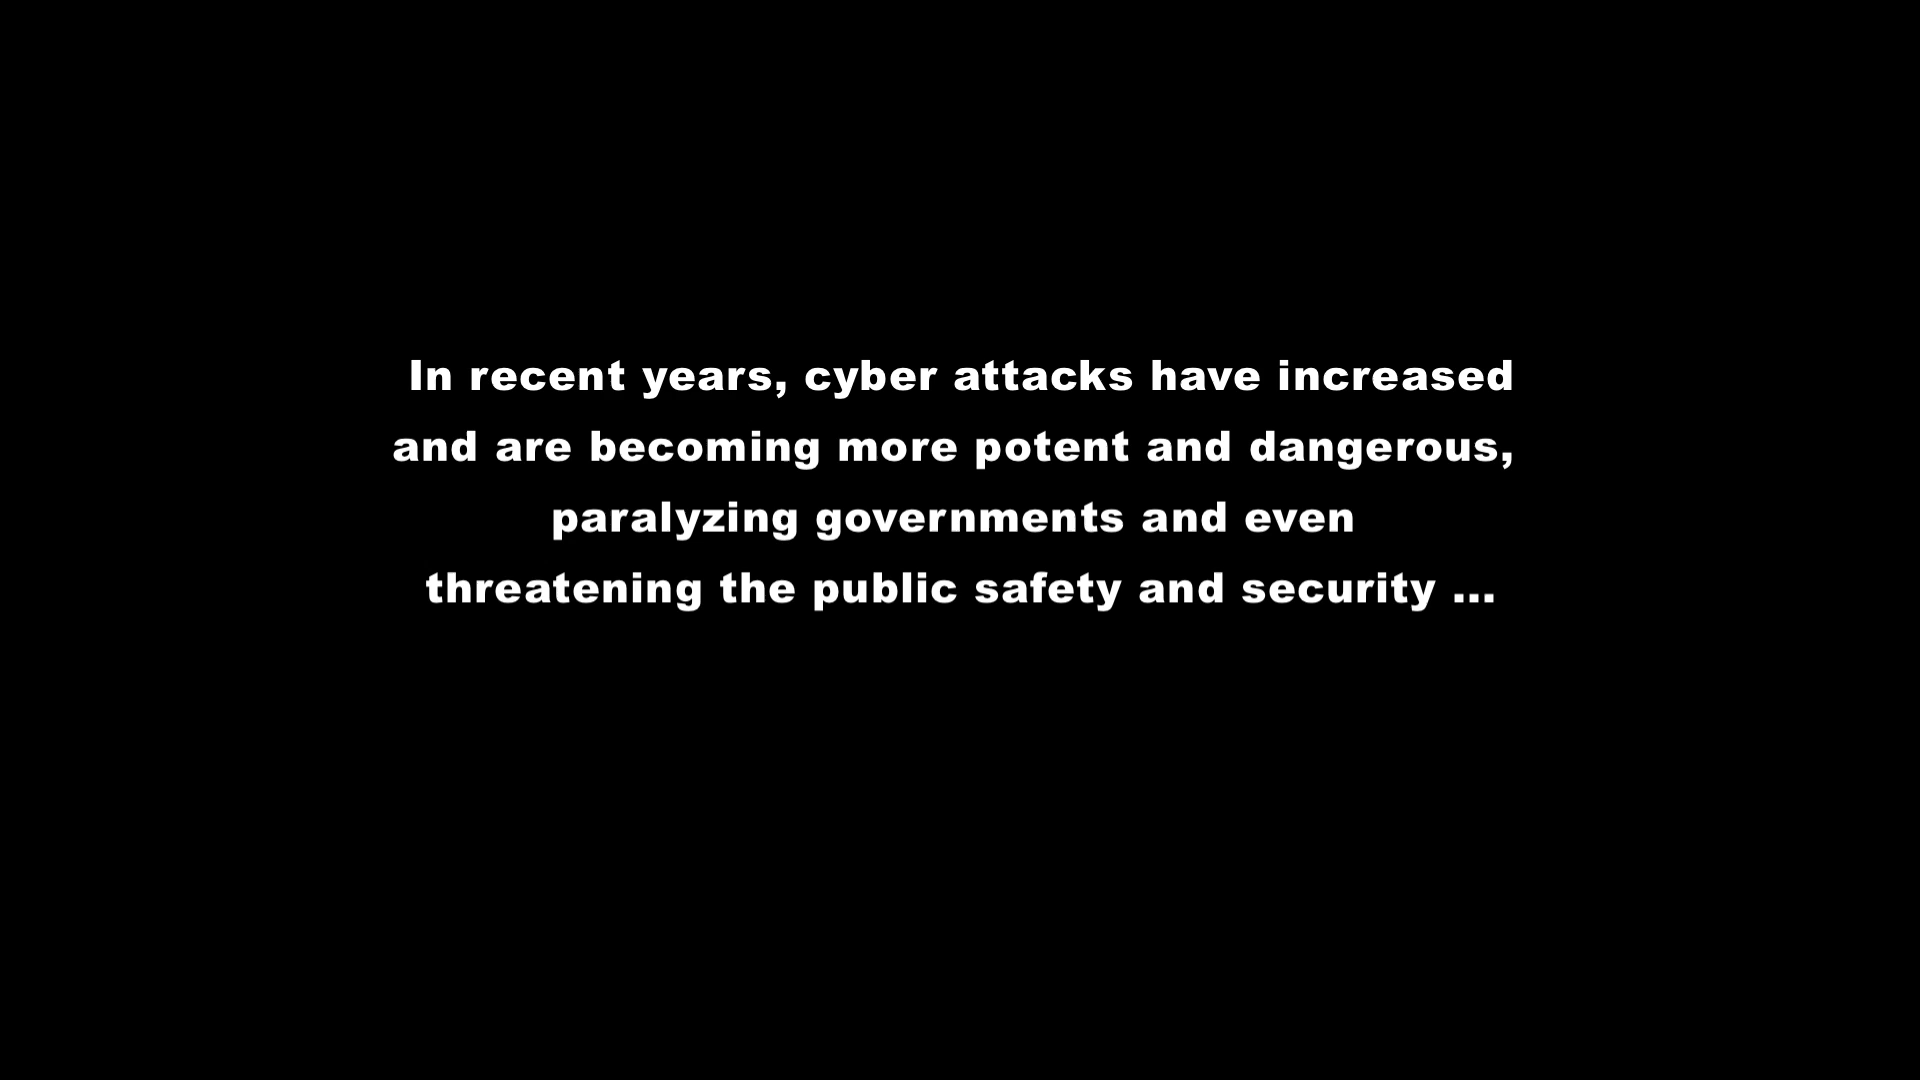 In recent years, cyber attacks have increased
and are becoming more potent and dangerous,
paralyzing governments and even
threatening the public safety and security ...